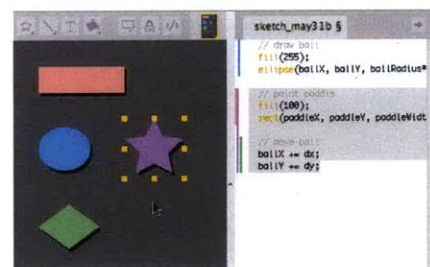 T
</>
sketch_may31b §
// draw ball
fill(255);
ellipse(ballX, ballY, ballRadius*
// paint paddle
fill(100);
rect(paddleX, paddleY, paddleWidt
// move ball
ballX += dx;
ballY += dy;